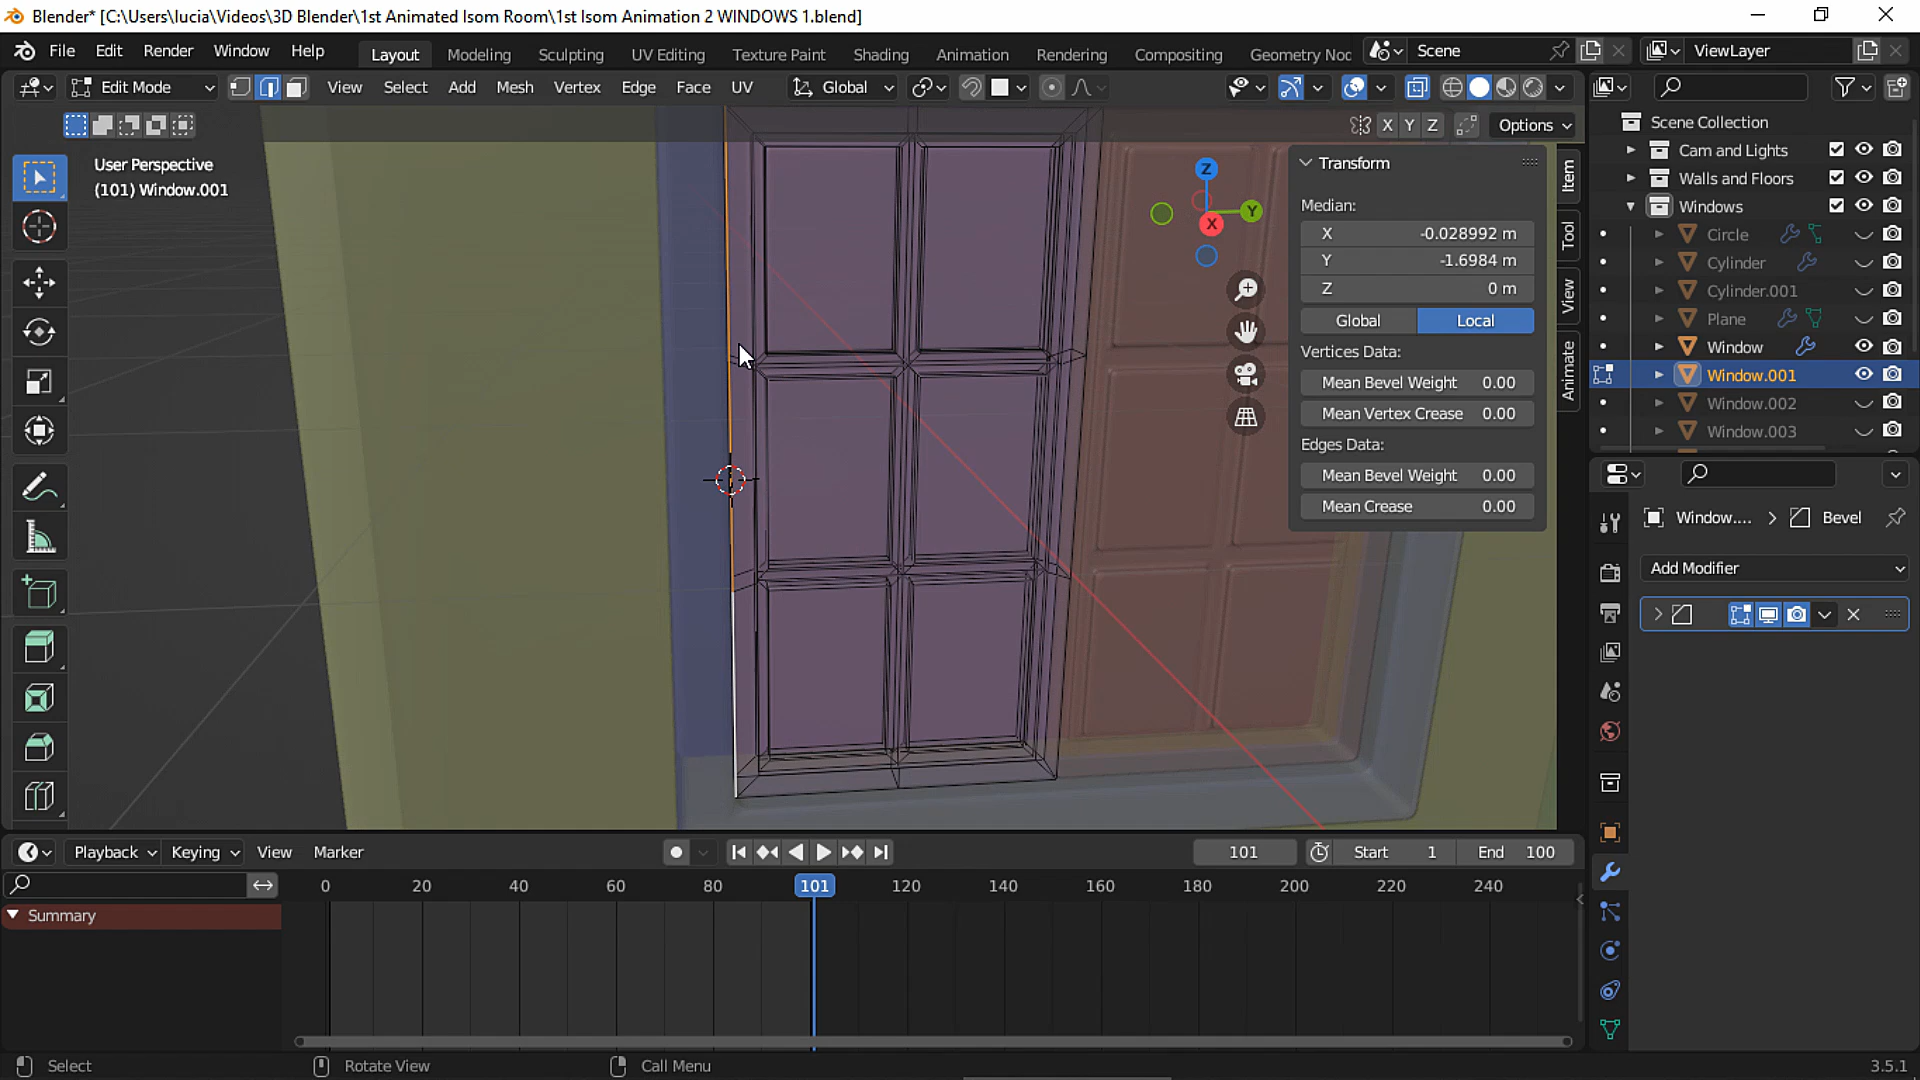 Blender* [C:\Users\lucia\Videos\3D Blender\1st Animated Isom Room\1st Isom Animation 2 WINDOWS 1.blend]
File Edit Render Window Help Layout Modeling Sculpting UV Editing Texture Paint Shading Animation Rendering Compositing Geometry Noc Scene ViewLayer
Edit Mode View Select Add Mesh Vertex Edge Face UV Global
X Y Z Options
User Perspective
(101) Window.001
Z
Y
X
Transform
Median:
X -0.028992 m
Y -1.6984 m
Z 0 m
Global Local
Vertices Data:
Mean Bevel Weight 0.00
Mean Vertex Crease 0.00
Edges Data:
Mean Bevel Weight 0.00
Mean Crease 0.00
Item
Tool
View
Animate
Scene Collection
Cam and Lights
Walls and Floors
Windows
Circle
Cylinder
Cylinder.001
Plane
Window
Window.001
Window.002
Window.003
Window.... Bevel
Add Modifier
Playback Keying View Marker 101 Start 1 End 100
0 20 40 60 80 101 120 140 160 180 200 220 240
Summary
Select Rotate View Call Menu 3.5.1